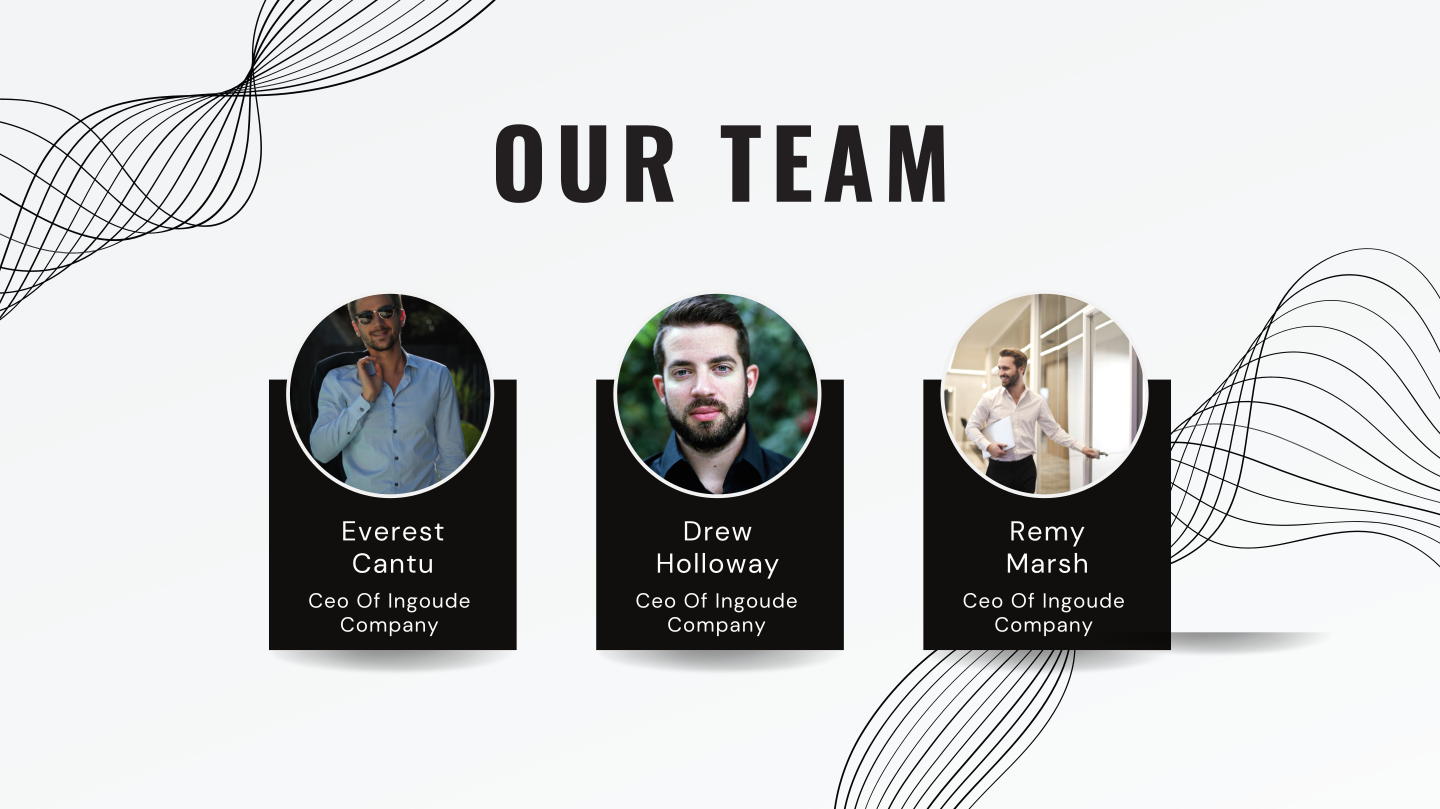 OUR TEAM
Everest
Cantu
Ceo Of Ingoude
Company
Drew
Holloway
Ceo Of Ingoude
Company
Remy
Marsh
Ceo Of Ingoude
Company